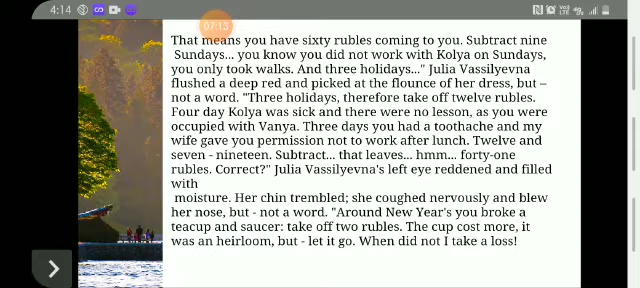 4:14
07:13
Vo3
LTE
4G
That means you have sixty rubles coming to you. Subtract nine
Sundays... you know you did not work with Kolya on Sundays,
you only took walks. And three holidays..." Julia Vassilyevna
flushed a deep red and picked at the flounce of her dress, but –
not a word. "Three holidays, therefore take off twelve rubles.
Four day Kolya was sick and there were no lesson, as you were
occupied with Vanya. Three days you had a toothache and my
wife gave you permission not to work after lunch. Twelve and
seven - nineteen. Subtract... that leaves... hmm... forty-one
rubles. Correct?" Julia Vassilyevna's left eye reddened and filled
with
moisture. Her chin trembled; she coughed nervously and blew
her nose, but - not a word. "Around New Year's you broke a
teacup and saucer: take off two rubles. The cup cost more, it
was an heirloom, but - let it go. When did not I take a loss!